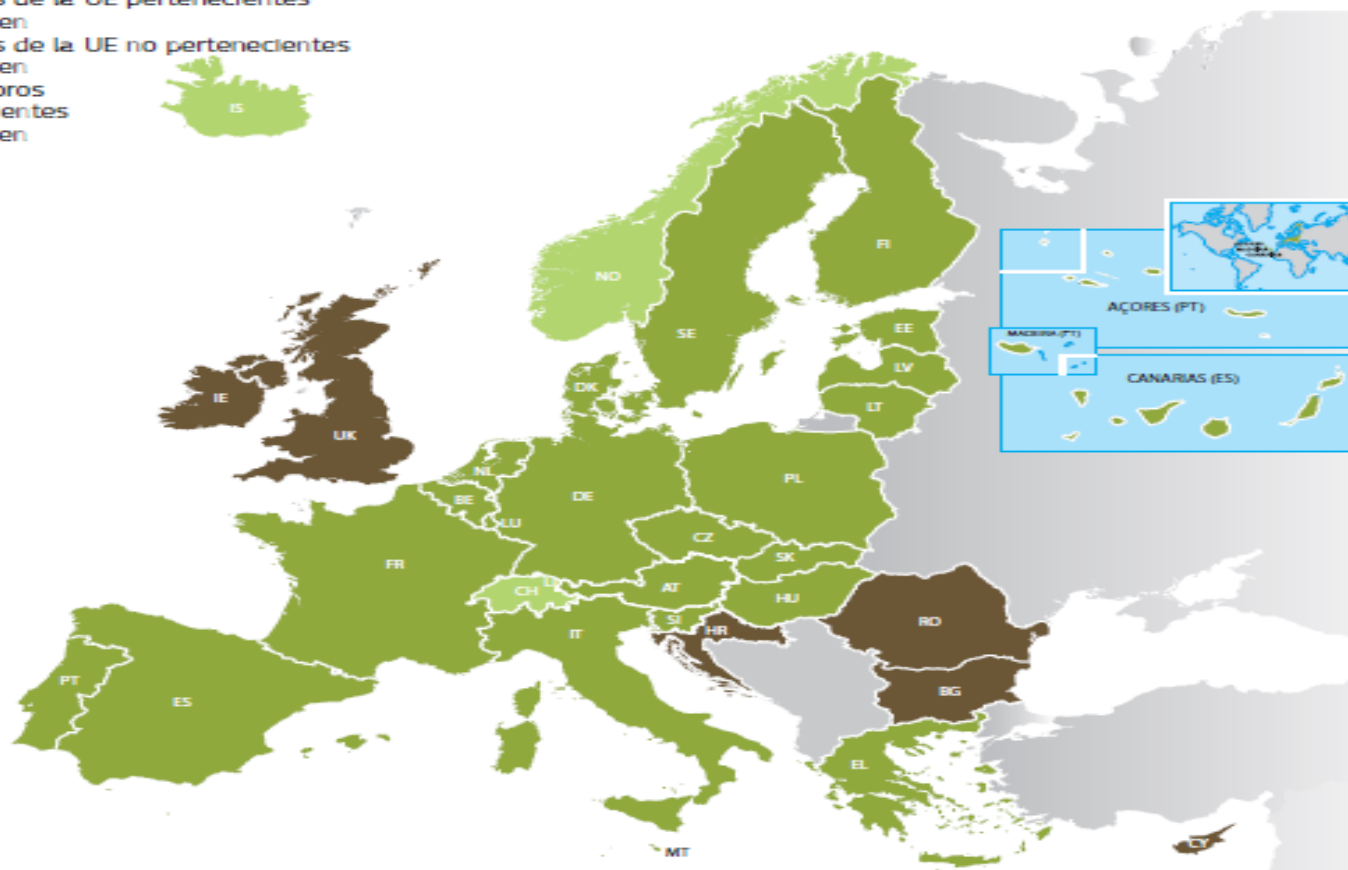 s de la UE pertenecientes
en
s de la UE no pertenecientes
en
bros
entes
en
IS
NO
FI
SE
EE
LV
LT
DK
IE
UK
NL
BE
LU
DE
PL
CZ
SK
FR
CH
LI
AT
HU
SI
HR
RO
IT
BG
PT
ES
EL
MT
CY
AÇORES (PT)
MADEIRA (PT)
CANARIAS (ES)